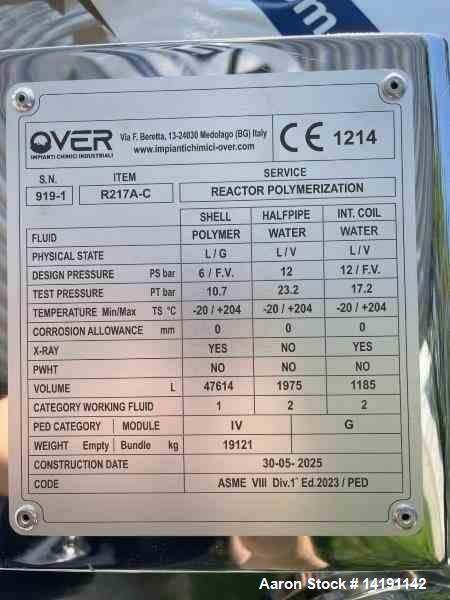 m
OVER
IMPIANTI CHIMICI INDUSTRIALI
Via F. Beretta, 13-24030 Medolago (BG) Italy
www.impiantichimici-over.com
CE 1214
S.N. ITEM SERVICE
919-1 R217A-C REACTOR POLYMERIZATION
SHELL HALFPIPE INT. COIL
FLUID POLYMER WATER WATER
PHYSICAL STATE L / G L / V L / V
DESIGN PRESSURE PS bar 6 / F.V. 12 12 / F.V.
TEST PRESSURE PT bar 10.7 23.2 17.2
TEMPERATURE Min/Max TS °C -20 / +204 -20 / +204 -20 / +204
CORROSION ALLOWANCE mm 0 0 0
X-RAY YES NO YES
PWHT NO NO NO
VOLUME L 47614 1975 1185
CATEGORY WORKING FLUID 1 2 2
PED CATEGORY | MODULE IV G
WEIGHT Empty | Bundle kg 19121
CONSTRUCTION DATE 30-05- 2025
CODE ASME VIII Div.1° Ed.2023 / PED
Aaron Stock # 14191142